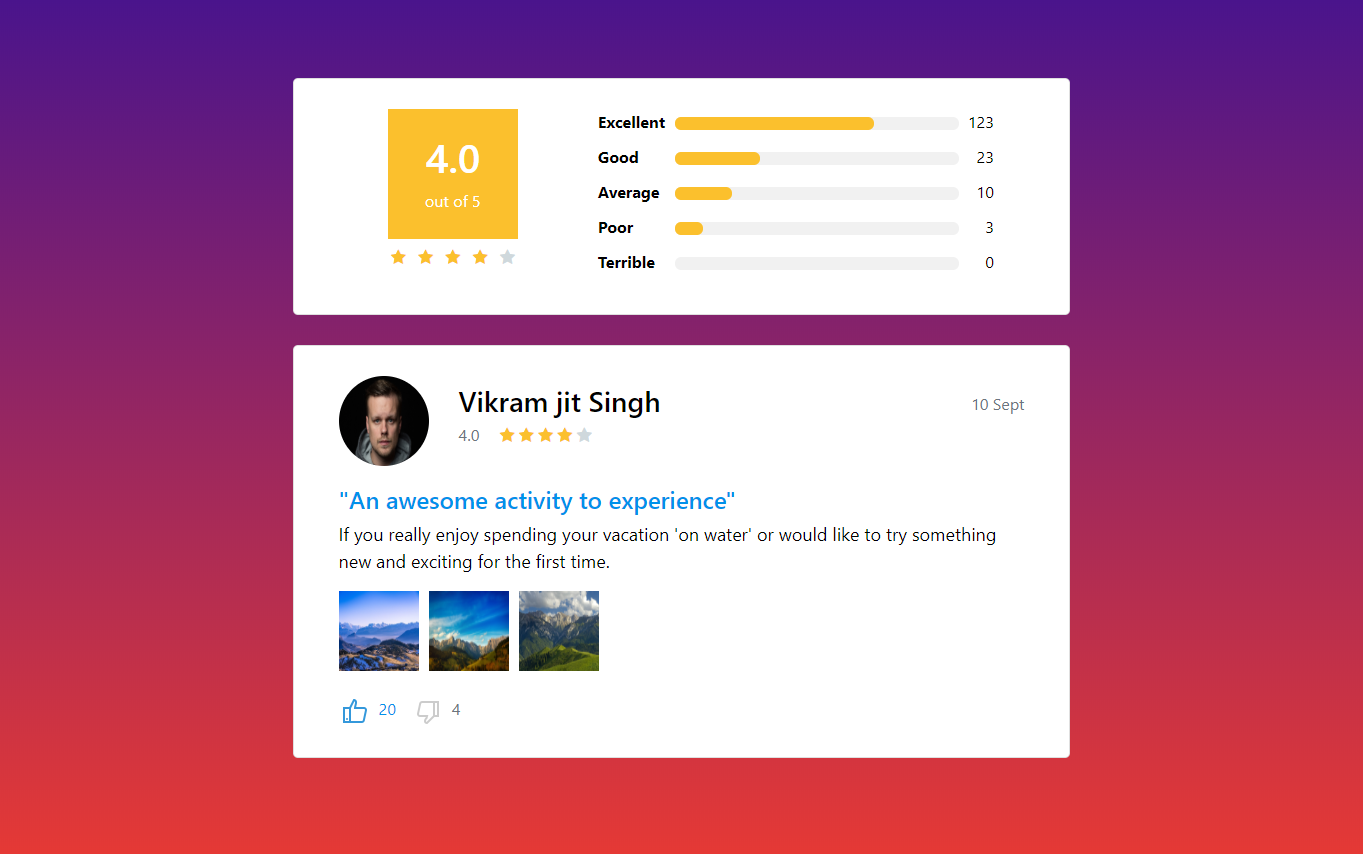 4.0
out of 5
Excellent 123
Good 23
Average 10
Poor 3
Terrible 0
Vikram jit Singh
10 Sept
4.0
"An awesome activity to experience"
If you really enjoy spending your vacation 'on water' or would like to try something
new and exciting for the first time.
20 4